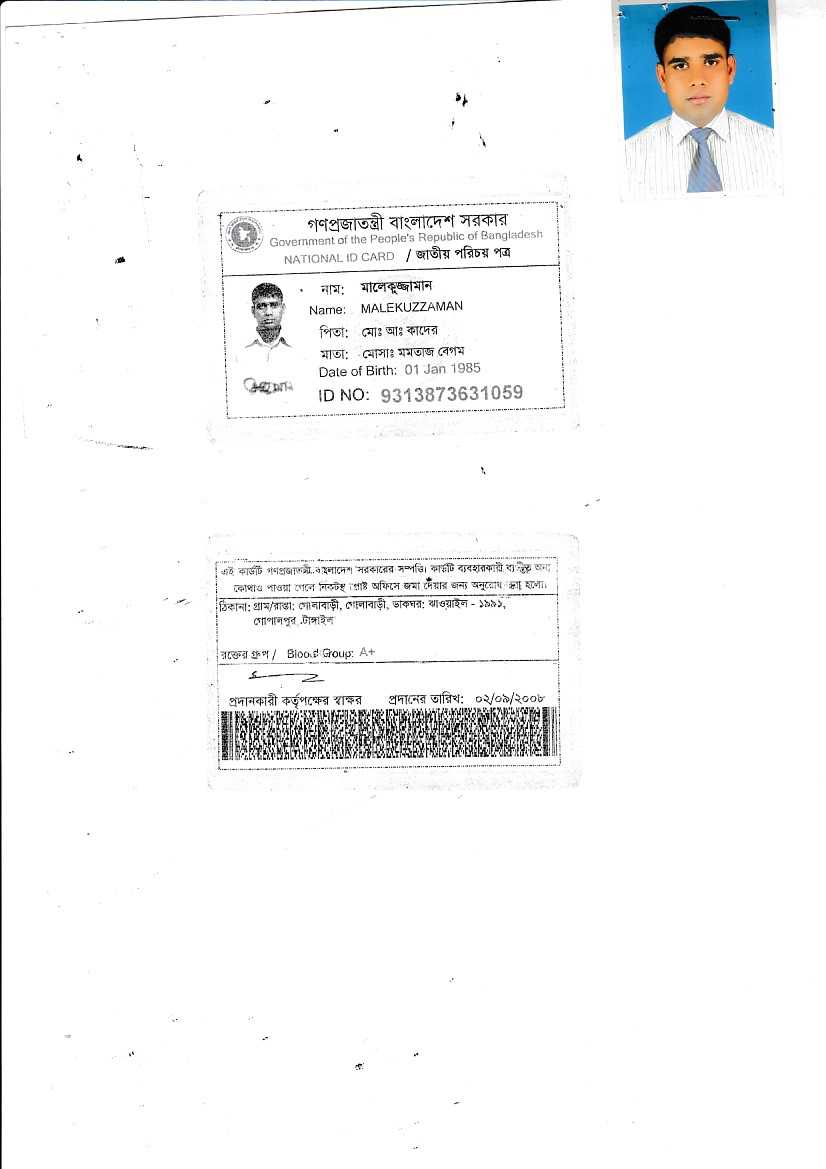 গণপ্রজাতন্ত্রী বাংলাদেশ সরকার
Government of the People's Republic of Bangladesh
NATIONAL ID CARD / জাতীয় পরিচয় পত্র
নাম: মালেকুজ্জামান
Name: MALEKUZZAMAN
পিতা: মোঃ আঃ কাদের
মাতা: মোসাঃ মমতাজ বেগম
Date of Birth: 01 Jan 1985
ID NO: 9313873631059
এই কার্ডটি গণপ্রজাতন্ত্রী বাংলাদেশ সরকারের সম্পত্তি। কার্ডটি ব্যবহারকারী ব্যতীত অন্য
কোথাও পাওয়া গেলে নিকটস্থ পোষ্ট অফিসে জমা দেয়ার জন্য অনুরোধ করা হলো।
ঠিকানা: গ্রাম/রাস্তা: গোলাবাড়ী, গোলাবাড়ী, ডাকঘর: ঝাওয়াইল - ১৯৯১,
গোপালপুর, টাঙ্গাইল
রক্তের গ্রুপ / Blood Group: A+
প্রদানকারী কর্তৃপক্ষের স্বাক্ষর প্রদানের তারিখ: ০২/০৯/২০০৮